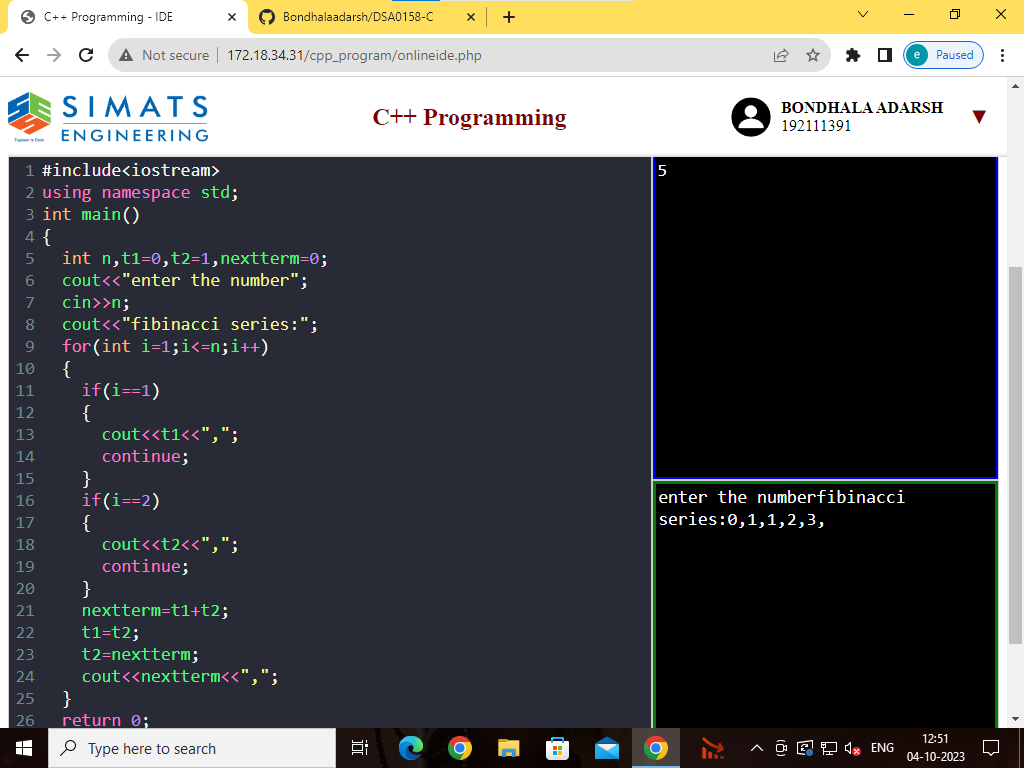 C++ Programming - IDE
Bondhalaadarsh/DSA0158-C
Not secure
172.18.34.31/cpp_program/onlineide.php
e Paused
SIMATS
ENGINEERING
Engineer to Excel
C++ Programming
BONDHALA ADARSH
192111391
1 #include<iostream>
2 using namespace std;
3 int main()
4 {
5 int n,t1=0,t2=1,nextterm=0;
6 cout<<"enter the number";
7 cin>>n;
8 cout<<"fibinacci series:";
9 for(int i=1;i<=n;i++)
10 {
11 if(i==1)
12 {
13 cout<<t1<<",";
14 continue;
15 }
16 if(i==2)
17 {
18 cout<<t2<<",";
19 continue;
20 }
21 nextterm=t1+t2;
22 t1=t2;
23 t2=nextterm;
24 cout<<nextterm<<",";
25 }
26 return 0;
5
enter the numberfibinacci
series:0,1,1,2,3,
Type here to search
ENG
12:51
04-10-2023